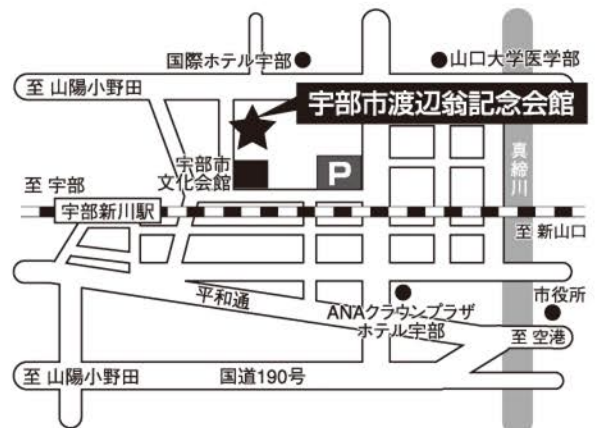 国際ホテル宇部
山口大学医学部
至 山陽小野田
宇部市渡辺翁記念会館
宇部市
文化会館
P
真締川
至 宇部
宇部新川駅
至 新山口
平和通
ANAクラウンプラザ
ホテル宇部
市役所
至 空港
至 山陽小野田
国道190号